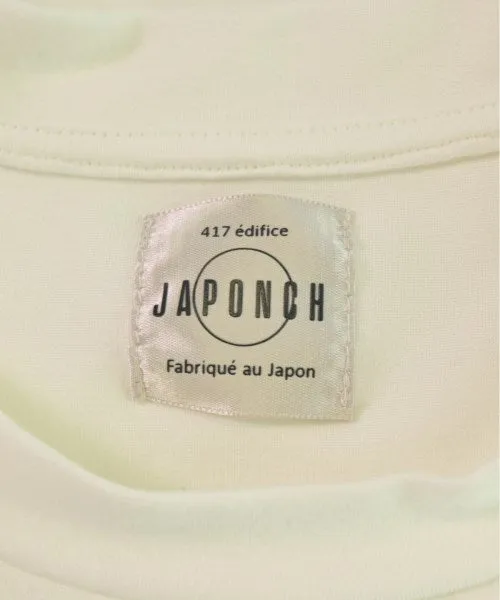 417 édifice
JAPONCH
Fabriqué au Japon